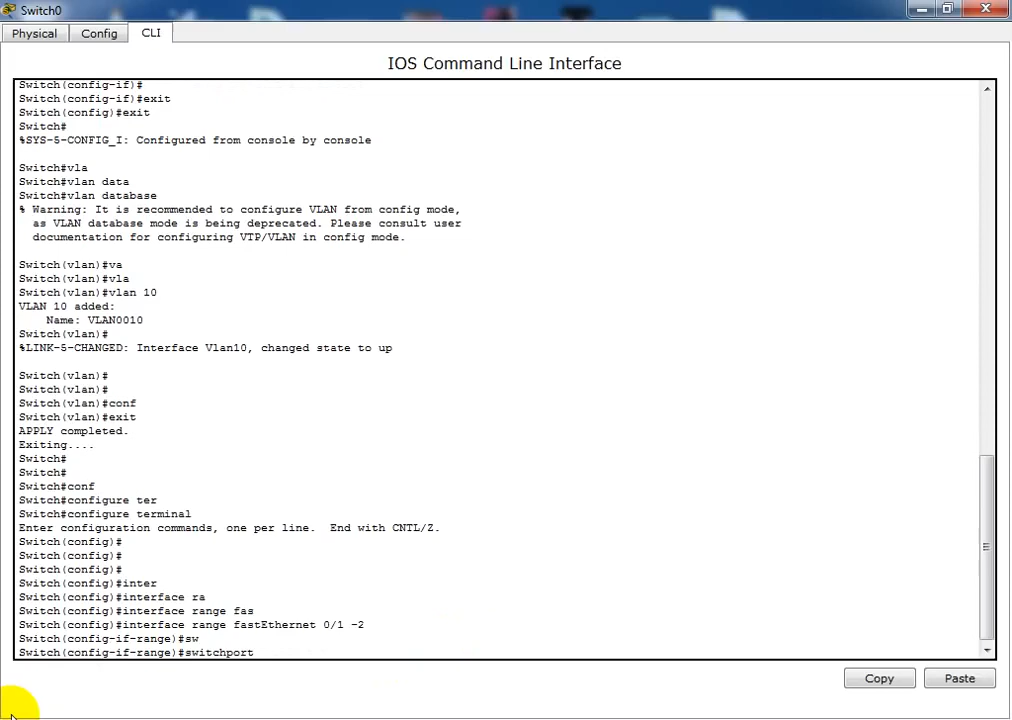 Switch0
Physical Config CLI
IOS Command Line Interface
Switch(config-if)#
Switch(config-if)#exit
Switch(config)#exit
Switch#
%SYS-5-CONFIG_I: Configured from console by console
Switch#vla
Switch#vlan data
Switch#vlan database
% Warning: It is recommended to configure VLAN from config mode,
as VLAN database mode is being deprecated. Please consult user
documentation for configuring VTP/VLAN in config mode.
Switch(vlan)#va
Switch(vlan)#vla
Switch(vlan)#vlan 10
VLAN 10 added:
Name: VLAN0010
Switch(vlan)#
%LINK-5-CHANGED: Interface Vlan10, changed state to up
Switch(vlan)#
Switch(vlan)#
Switch(vlan)#conf
Switch(vlan)#exit
APPLY completed.
Exiting....
Switch#
Switch#
Switch#conf
Switch#configure ter
Switch#configure terminal
Enter configuration commands, one per line.  End with CNTL/Z.
Switch(config)#
Switch(config)#
Switch(config)#
Switch(config)#inter
Switch(config)#interface ra
Switch(config)#interface range fas
Switch(config)#interface range fastEthernet 0/1 -2
Switch(config-if-range)#sw
Switch(config-if-range)#switchport
Copy Paste